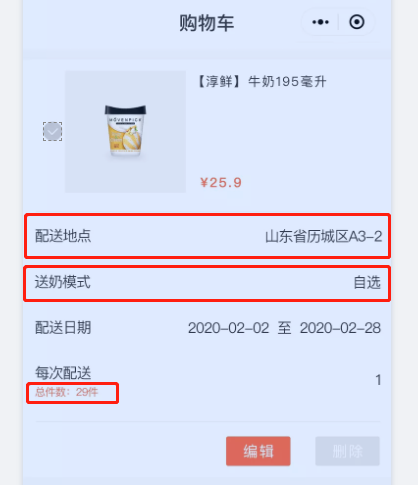 购物车
【淳鲜】牛奶195毫升
MÖVENPICK
¥25.9
配送地点
山东省历城区A3-2
送奶模式
自选
配送日期
2020-02-02 至 2020-02-28
每次配送
1
总件数：29件
编辑
删除